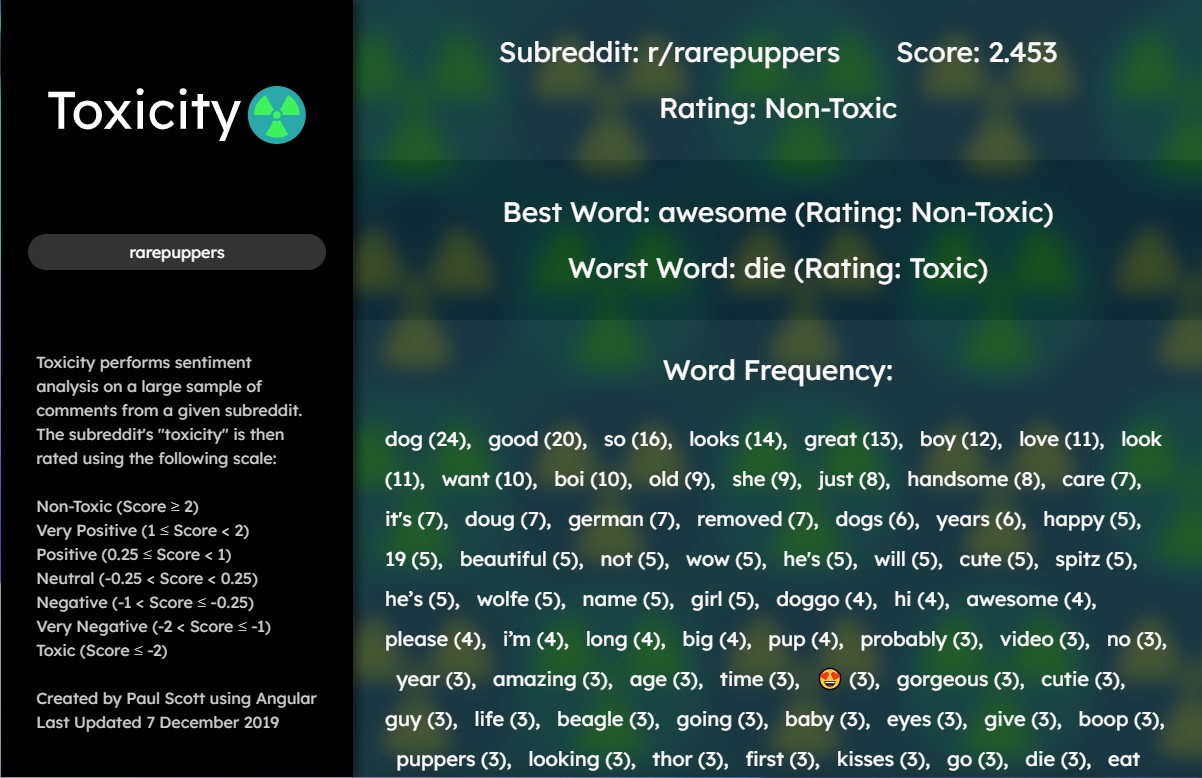 Toxicity
rarepuppers
Toxicity performs sentiment
analysis on a large sample of
comments from a given subreddit.
The subreddit's "toxicity" is then
rated using the following scale:
Non-Toxic (Score ≥ 2)
Very Positive (1 ≤ Score < 2)
Positive (0.25 ≤ Score < 1)
Neutral (-0.25 < Score < 0.25)
Negative (-1 < Score ≤ -0.25)
Very Negative (-2 < Score ≤ -1)
Toxic (Score ≤ -2)
Created by Paul Scott using Angular
Last Updated 7 December 2019
Subreddit: r/rarepuppers Score: 2.453
Rating: Non-Toxic
Best Word: awesome (Rating: Non-Toxic)
Worst Word: die (Rating: Toxic)
Word Frequency:
dog (24), good (20), so (16), looks (14), great (13), boy (12), love (11), look
(11), want (10), boi (10), old (9), she (9), just (8), handsome (8), care (7),
it's (7), doug (7), german (7), removed (7), dogs (6), years (6), happy (5),
19 (5), beautiful (5), not (5), wow (5), he's (5), will (5), cute (5), spitz (5),
he’s (5), wolfe (5), name (5), girl (5), doggo (4), hi (4), awesome (4),
please (4), i’m (4), long (4), big (4), pup (4), probably (3), video (3), no (3),
year (3), amazing (3), age (3), time (3), 😍 (3), gorgeous (3), cutie (3),
guy (3), life (3), beagle (3), going (3), baby (3), eyes (3), give (3), boop (3),
puppers (3), looking (3), thor (3), first (3), kisses (3), go (3), die (3), eat